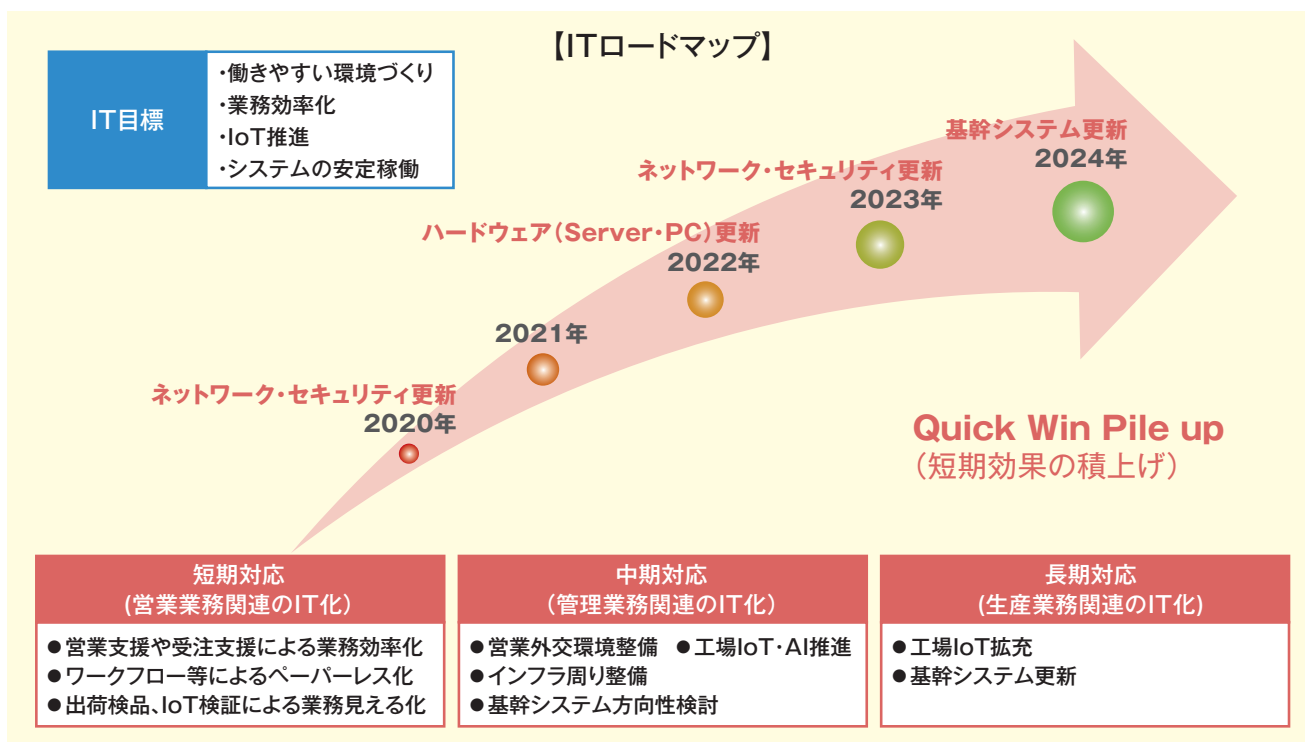 【ITロードマップ】
IT目標
・働きやすい環境づくり
・業務効率化
・IoT推進
・システムの安定稼働
基幹システム更新
2024年
ネットワーク・セキュリティ更新
2023年
ハードウェア（Server・PC）更新
2022年
2021年
ネットワーク・セキュリティ更新
2020年
Quick Win Pile up
（短期効果の積上げ）
短期対応
(営業業務関連のIT化）
●営業支援や受注支援による業務効率化
●ワークフロー等によるペーパーレス化
●出荷検品、IoT検証による業務見える化
中期対応
（管理業務関連のIT化）
●営業外交環境整備 ●工場IoT・AI推進
●インフラ周り整備
●基幹システム方向性検討
長期対応
(生産業務関連のIT化)
●工場IoT拡充
●基幹システム更新